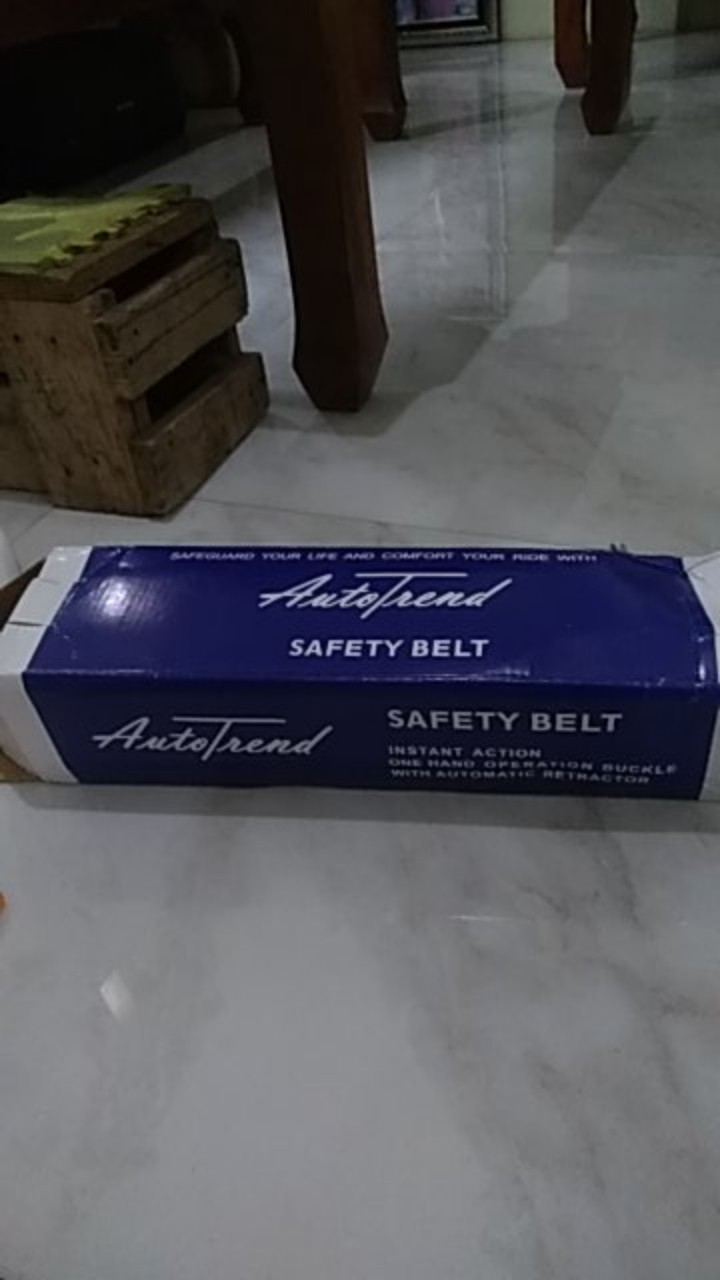 SAFEGUARD YOUR LIFE AND COMFORT YOUR RIDE WITH
AutoTrend
SAFETY BELT
AutoTrend
SAFETY BELT
INSTANT ACTION
ONE HAND OPERATION BUCKLE
WITH AUTOMATIC RETRACTOR